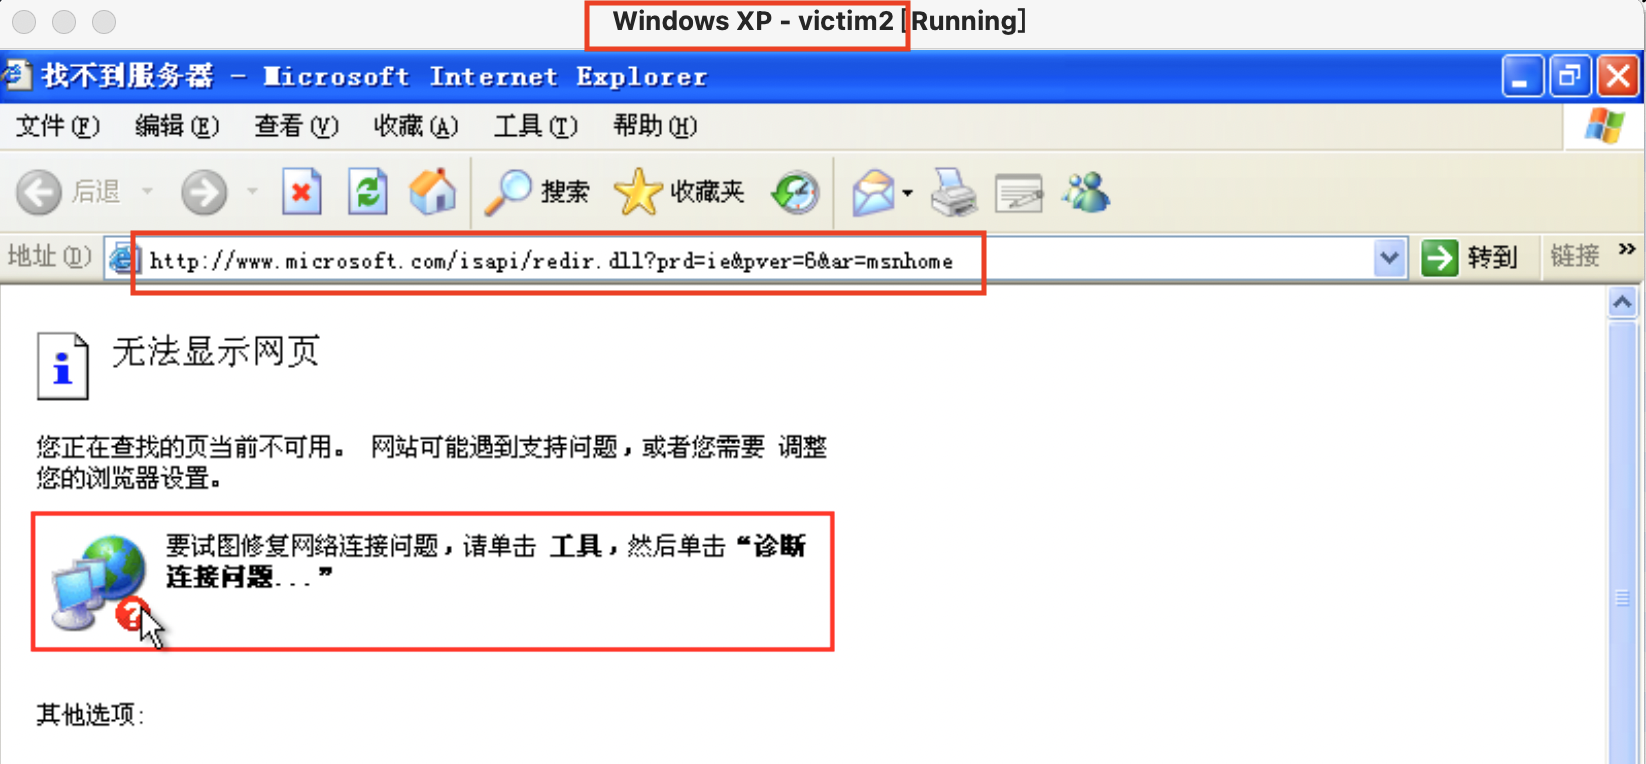 Windows XP - victim2 [Running]
找不到服务器 - Microsoft Internet Explorer
文件(F) 编辑(E) 查看(V) 收藏(A) 工具(T) 帮助(H)
后退 搜索 收藏夹
地址(D) http://www.microsoft.com/isapi/redir.dll?prd=ie&pver=6&ar=msnhome 转到 链接 »
无法显示网页
您正在查找的页当前不可用。 网站可能遇到支持问题，或者您需要 调整
您的浏览器设置。
要试图修复网络连接问题，请单击 工具，然后单击“诊断
连接问题...”
其他选项: